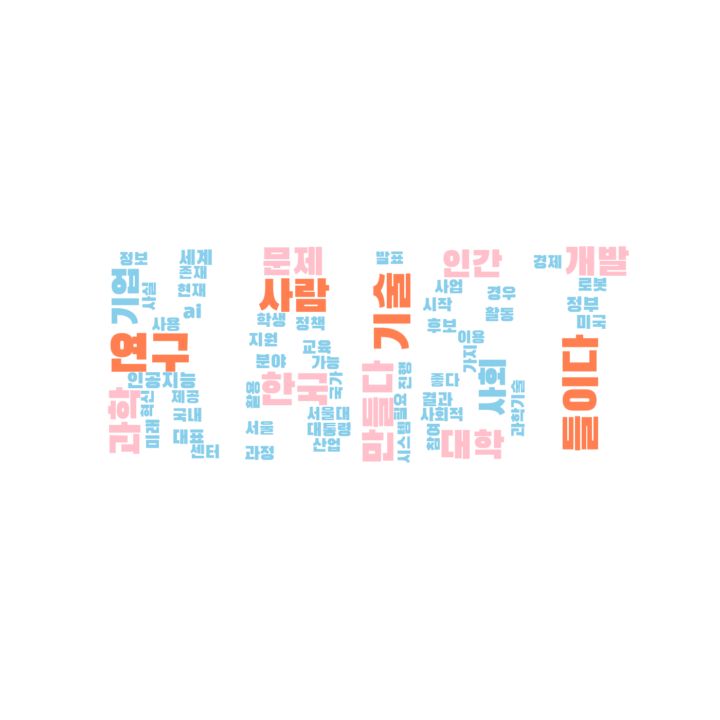 정보
세계
존재
현재
ai
기업
사실
사용
연구
인공지능
과학
혁신
미래
제공
국내
대표
센터
문제
사람
학생
정책
지원
교육
분야
가능
활용
한국
국가
서울대
서울
대통령
산업
과정
발표
기술
만들다
진행
필요
시스템
인간
사업
경우
시작
활동
후보
이용
가지
좋다
사회
결과
사회적
과학기술
참여
대학
경제
개발
로봇
정부
미국
들이다